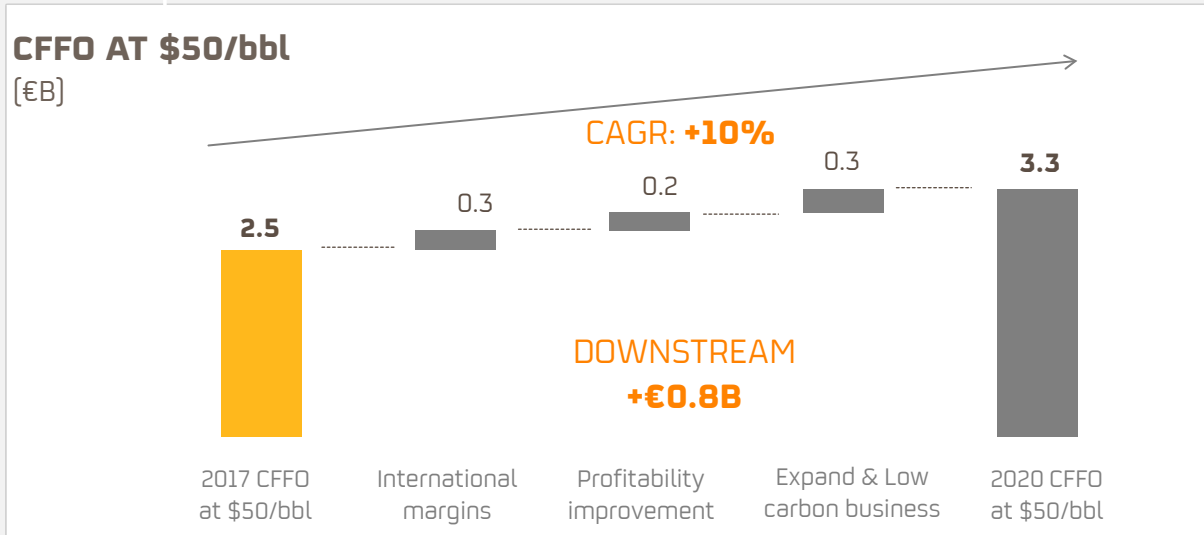 CFFO AT $50/bbl
(€B)
CAGR: +10%
2.5
0.3
0.2
0.3
3.3
DOWNSTREAM
+€0.8B
2017 CFFO
at $50/bbl
International
margins
Profitability
improvement
Expand & Low
carbon business
2020 CFFO
at $50/bbl